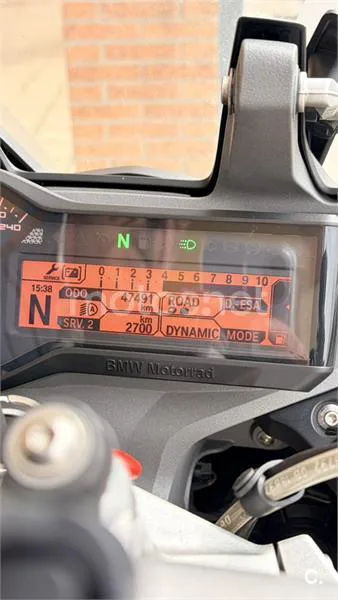 240
N
SERVICE
0 1 2 3 4 5 6 7 8 9 10
15:38 ODO 47491 ROAD D-ESA
km
N km
SRV. 2 2700 DYNAMIC MODE
BMW Motorrad
C.